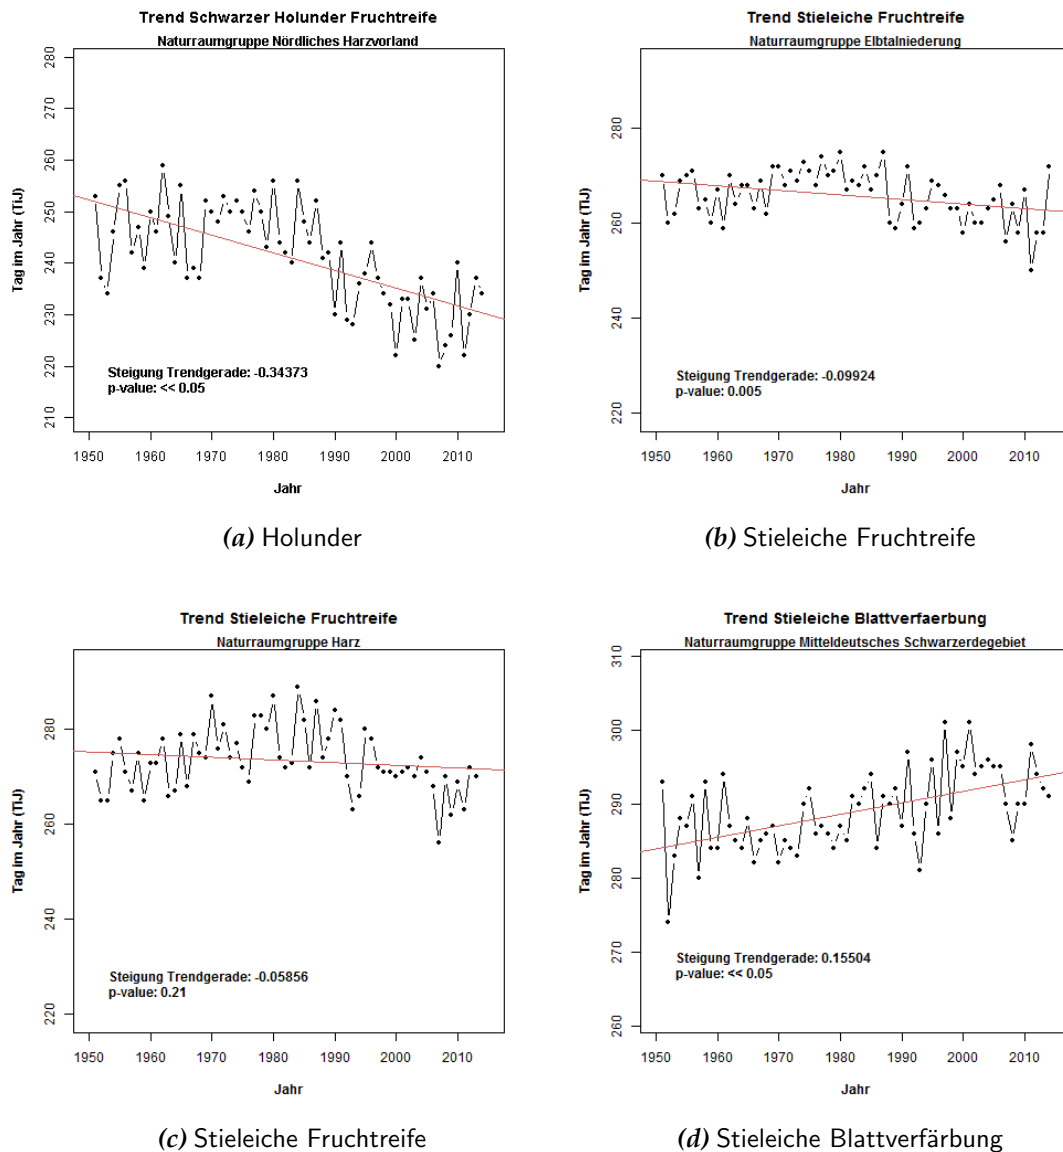 Trend Schwarzer Holunder Fruchtreife
Naturraumgruppe Nördliches Harzvorland
Tag im Jahr (TiJ)
280
270
260
250
240
230
220
210
Steigung Trendgerade: -0.34373
p-value: << 0.05
1950 1960 1970 1980 1990 2000 2010
Jahr
(a) Holunder
Trend Stieleiche Fruchtreife
Naturraumgruppe Elbtalniederung
Tag im Jahr (TiJ)
280
260
240
220
Steigung Trendgerade: -0.09924
p-value: 0.005
1950 1960 1970 1980 1990 2000 2010
Jahr
(b) Stieleiche Fruchtreife
Trend Stieleiche Fruchtreife
Naturraumgruppe Harz
Tag im Jahr (TiJ)
280
260
240
220
Steigung Trendgerade: -0.05856
p-value: 0.21
1950 1960 1970 1980 1990 2000 2010
Jahr
(c) Stieleiche Fruchtreife
Trend Stieleiche Blattverfaerbung
Naturraumgruppe Mitteldeutsches Schwarzerdegebiet
Tag im Jahr (TiJ)
310
300
290
280
270
260
Steigung Trendgerade: 0.15504
p-value: << 0.05
1950 1960 1970 1980 1990 2000 2010
Jahr
(d) Stieleiche Blattverfärbung